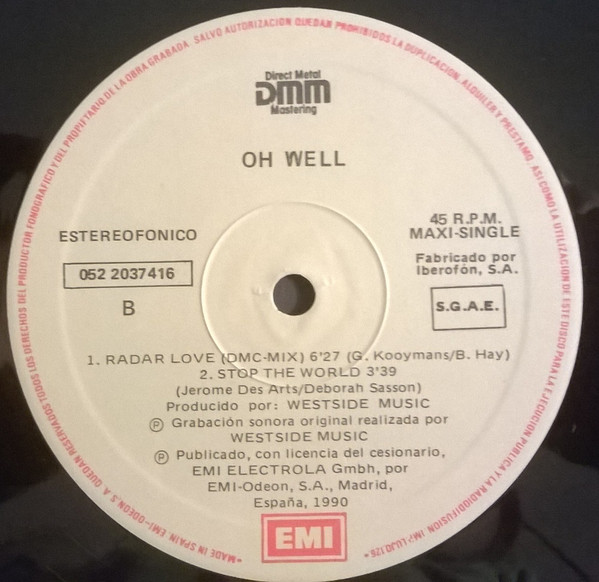 Direct Metal
DMM
Mastering
OH WELL
ESTEREOFONICO
052 2037416
B
45 R.P.M.
MAXI-SINGLE
Fabricado por
Iberofón, S.A.
S.G.A.E.
1. RADAR LOVE (DMC-MIX) 6'27 (G. Kooymans/B. Hay)
2. STOP THE WORLD 3'39
(Jerome Des Arts/Deborah Sasson)
Producido por: WESTSIDE MUSIC
Ⓟ Grabación sonora original realizada por
WESTSIDE MUSIC
Ⓟ Publicado, con licencia del cesionario,
EMI ELECTROLA Gmbh, por
EMI-Odeon, S.A., Madrid,
España, 1990
EMI
*MADE IN SPAIN. EMI-ODEON, S.A. QUEDAN RESERVADOS TODOS LOS DERECHOS DEL PRODUCTOR FONOGRAFICO Y DEL PROPIETARIO DE LA OBRA GRABADA. SALVO AUTORIZACION QUEDAN PROHIBIDOS LA DUPLICACION, ALQUILER Y PRESTAMO, ASI COMO LA UTILIZACION DE ESTE DISCO PARA LA EJECUCION PUBLICA Y LA RADIODIFUSION.